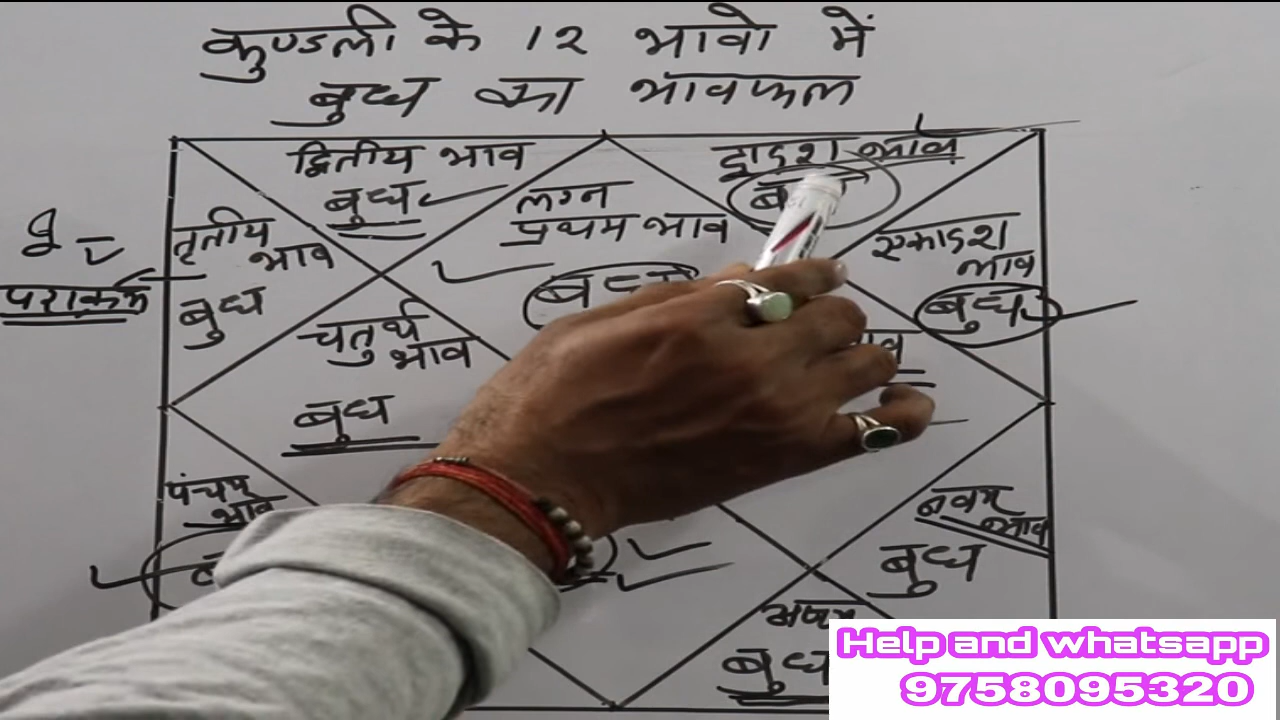 कुण्डली के 12 भावो में
बुध का भावफल
द्वितीय भाव
बुध
लग्न
प्रथम भाव
द्वादश भाव
तृतीय
भाव
बुध
पराक्रम
चतुर्थ
भाव
बुध
एकादश
भाव
बुध
पंचम
भाव
नवम
भाव
बुध
बुध
Help and whatsapp
9758095320